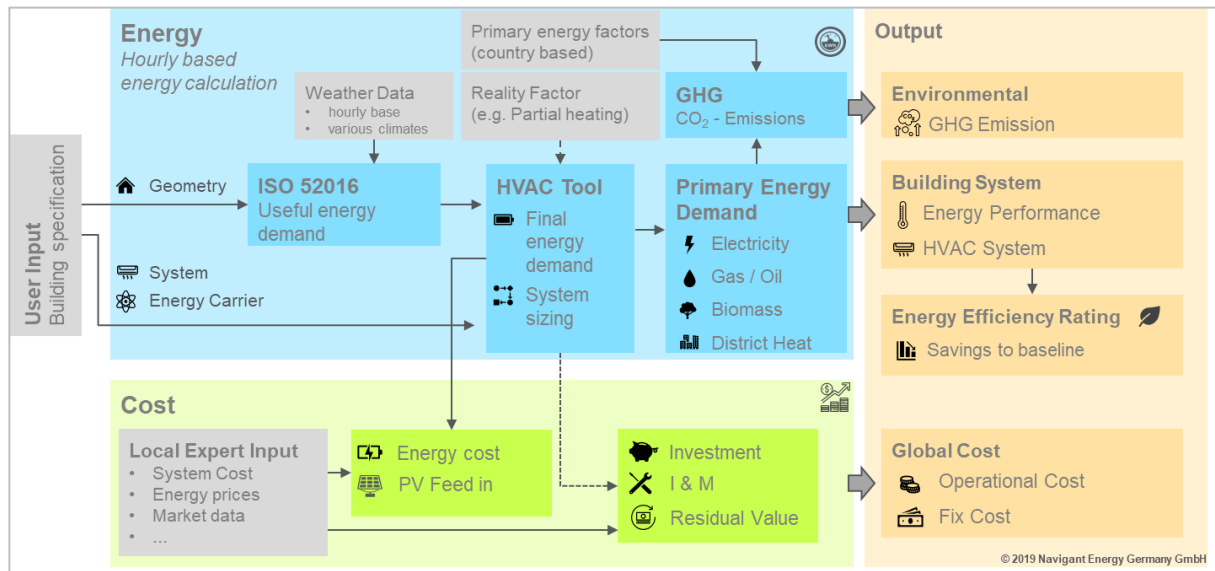 Energy
Hourly based
energy calculation
Primary energy factors
(country based)
kWh
Output
Weather Data
• hourly base
• various climates
Reality Factor
(e.g. Partial heating)
GHG
CO₂ - Emissions
Environmental
GHG Emission
User Input
Building specification
Geometry
ISO 52016
Useful energy
demand
HVAC Tool
Final
energy
demand
System
sizing
Primary Energy
Demand
Electricity
Gas / Oil
Biomass
District Heat
Building System
Energy Performance
HVAC System
System
Energy Carrier
Energy Efficiency Rating
Savings to baseline
Cost
Local Expert Input
• System Cost
• Energy prices
• Market data
• ...
Energy cost
PV Feed in
Investment
I & M
Residual Value
Global Cost
Operational Cost
Fix Cost
© 2019 Navigant Energy Germany GmbH